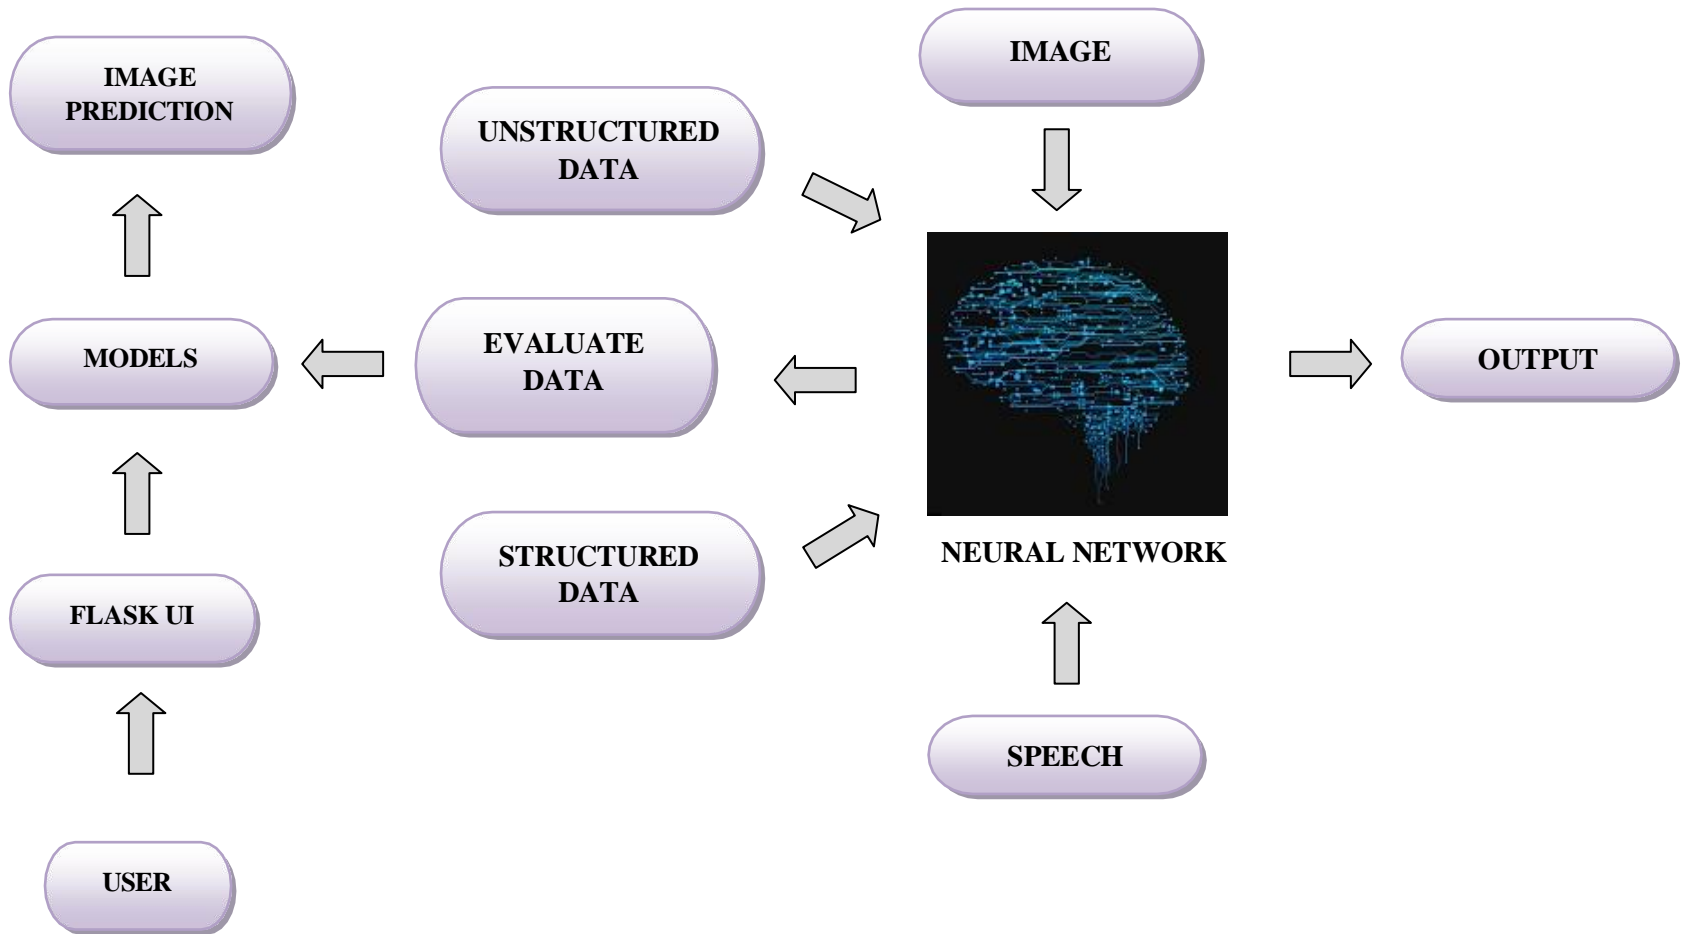 IMAGE
PREDICTION
UNSTRUCTURED
DATA
IMAGE
MODELS
EVALUATE
DATA
OUTPUT
STRUCTURED
DATA
NEURAL NETWORK
FLASK UI
SPEECH
USER